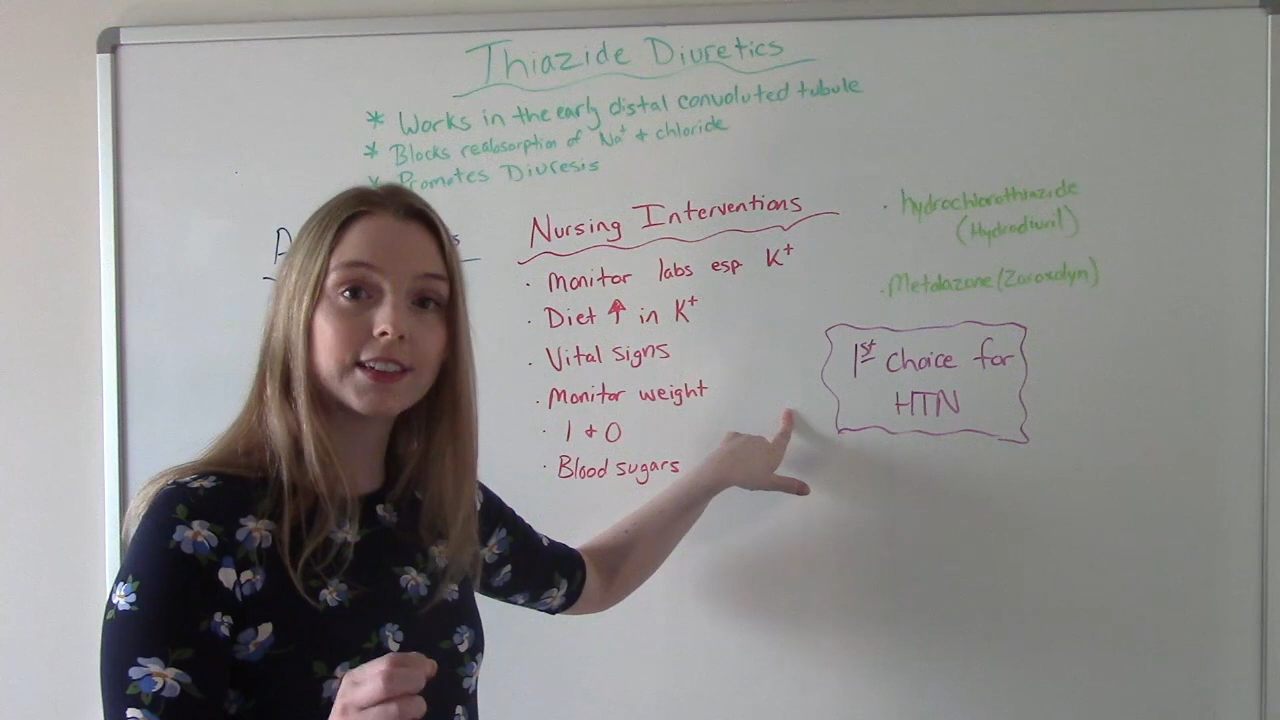 Thiazide Diuretics
* Works in the early distal convoluted tubule
* Blocks reabsorption of Na+ & chloride
* Promotes Diuresis
Nursing Interventions
· Monitor labs esp K+
· Diet ↑ in K+
· Vital signs
· Monitor weight
· I & O
· Blood sugars
· hydrochlorothiazide
(Hydrodiuril)
· Metolazone (Zaroxolyn)
1st choice for
HTN